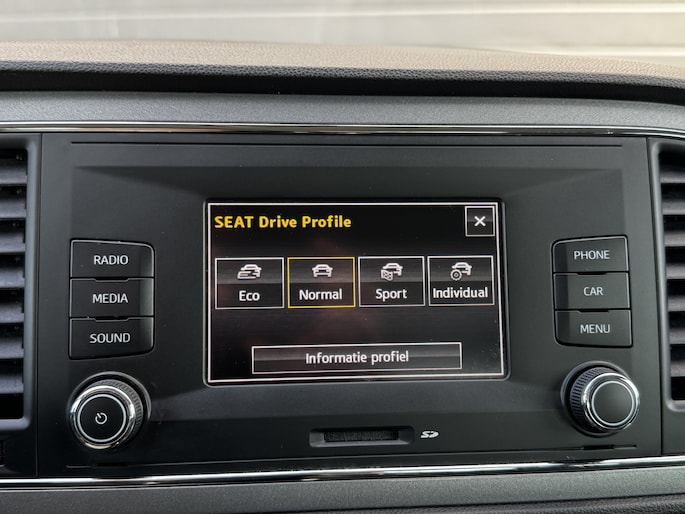 SEAT Drive Profile
Eco
Normal
Sport
Individual
Informatie profiel
RADIO
MEDIA
SOUND
PHONE
CAR
MENU
SD